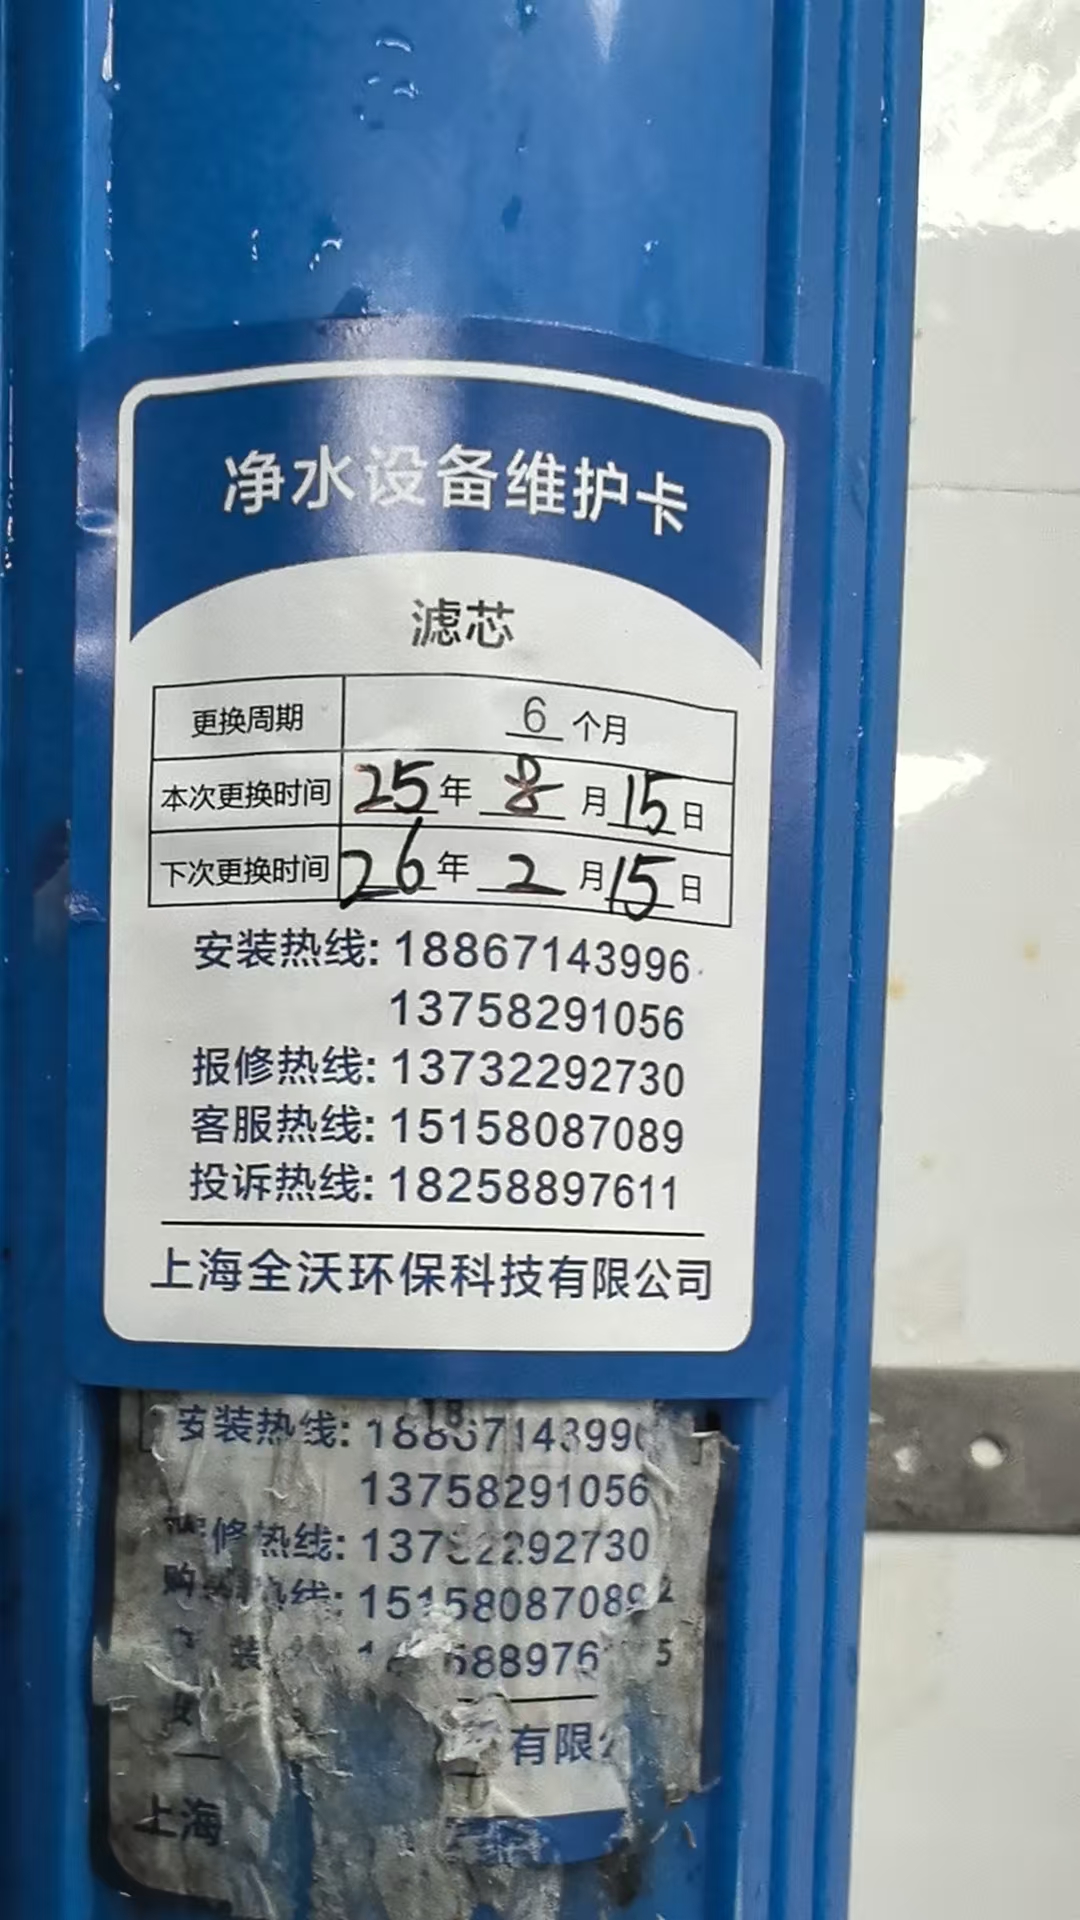 净水设备维护卡
滤芯
更换周期 6 个月
本次更换时间 25 年 8 月 15 日
下次更换时间 26 年 2 月 15 日
安装热线: 18867143996
13758291056
报修热线: 13732292730
客服热线: 15158087089
投诉热线: 18258897611
上海全沃环保科技有限公司
安装热线:
13758291056
修热线:
购
装
有限
上海